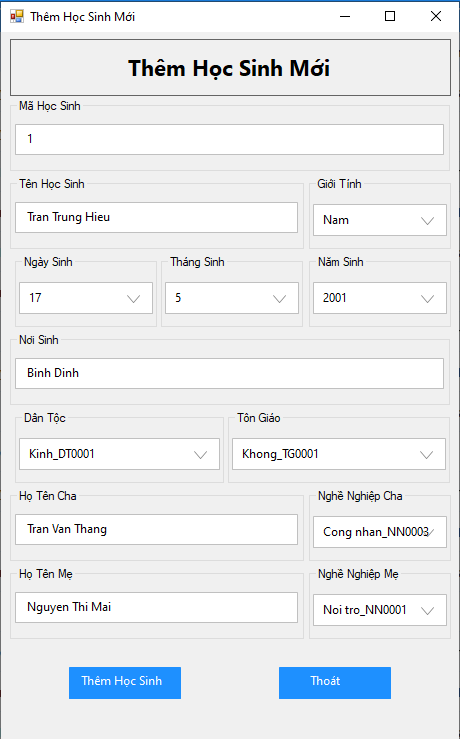 Thêm Học Sinh Mới
Thêm Học Sinh Mới
Mã Học Sinh
1
Tên Học Sinh Giới Tính
Tran Trung Hieu Nam
Ngày Sinh Tháng Sinh Năm Sinh
17 5 2001
Nơi Sinh
Binh Dinh
Dân Tộc Tôn Giáo
Kinh_DT0001 Khong_TG0001
Họ Tên Cha Nghề Nghiệp Cha
Tran Van Thang Cong nhan_NN0003
Họ Tên Mẹ Nghề Nghiệp Mẹ
Nguyen Thi Mai Noi tro_NN0001
Thêm Học Sinh Thoát